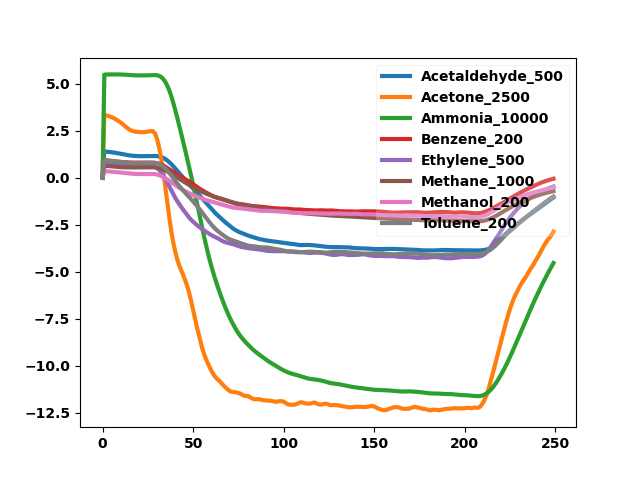 5.0
2.5
0.0
−2.5
−5.0
−7.5
−10.0
−12.5
0
50
100
150
200
250
Acetaldehyde_500
Acetone_2500
Ammonia_10000
Benzene_200
Ethylene_500
Methane_1000
Methanol_200
Toluene_200